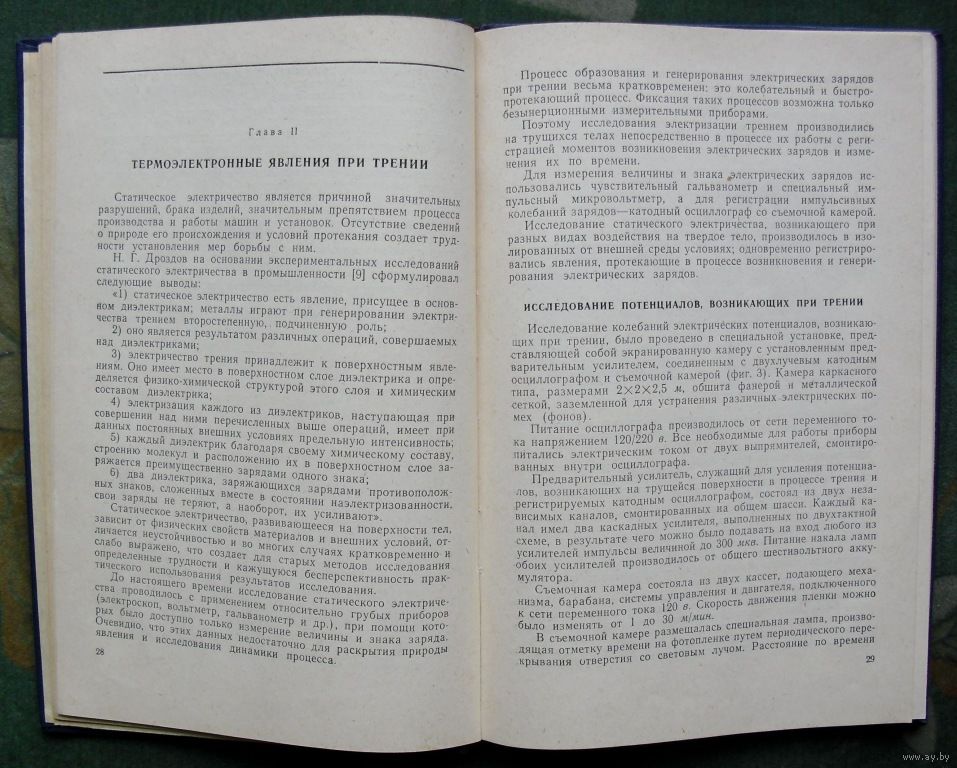 Глава II
ТЕРМОЭЛЕКТРОННЫЕ ЯВЛЕНИЯ ПРИ ТРЕНИИ
Статическое электричество является причиной значительных
разрушений, брака изделий, значительным препятствием процесса
производства и работы машин и установок. Отсутствие сведений
о природе его происхождения и условий протекания создает труд-
ности установления мер борьбы с ним.
Н. Г. Дроздов на основании экспериментальных исследований
статического электричества в промышленности [9] сформулировал
следующие выводы:
«1) статическое электричество есть явление, присущее в основ-
ном диэлектрикам; металлы играют при генерировании электри-
чества трением второстепенную, подчиненную роль;
2) оно является результатом различных операций, совершаемых
над диэлектриками;
3) электричество трения принадлежит к поверхностным явле-
ниям. Оно имеет место в поверхностном слое диэлектрика и опре-
деляется физико-химической структурой этого слоя и химическим
составом диэлектрика;
4) электризация каждого из диэлектриков, наступающая при
совершении над ними перечисленных выше операций, имеет при
данных постоянных внешних условиях предельную интенсивность;
5) каждый диэлектрик благодаря своему химическому составу,
строению молекул и расположению их в поверхностном слое за-
ряжается преимущественно зарядами одного знака;
6) два диэлектрика, заряжающихся зарядами противополож-
ных знаков, сложенных вместе в состоянии наэлектризованности,
свои заряды не теряют, а наоборот, их усиливают».
Статическое электричество, развивающееся на поверхности тел,
зависит от физических свойств материалов и внешних условий, от-
личается неустойчивостью и во многих случаях кратковременно и
слабо выражено, что создает для старых методов исследования
определенные трудности и кажущуюся бесперспективность прак-
тического использования результатов исследования.
До настоящего времени исследование статического электриче-
ства проводилось с применением относительно грубых приборов
(электроскоп, вольтметр, гальванометр и др.), при помощи кото-
рых было доступно только измерение величины и знака заряда.
Очевидно, что этих данных недостаточно для раскрытия природы
явления и исследования динамики процесса.
28
Процесс образования и генерирования электрических зарядов
при трении весьма кратковременен: это колебательный и быстро-
протекающий процесс. Фиксация таких процессов возможна только
безынерционными измерительными приборами.
Поэтому исследования электризации трением производились
на трущихся телах непосредственно в процессе их работы с реги-
страцией моментов возникновения электрических зарядов и изме-
нения их по времени.
Для измерения величины и знака электрических зарядов ис-
пользовались чувствительный гальванометр и специальный им-
пульсный микровольтметр, а для регистрации импульсивных
колебаний зарядов—катодный осциллограф со съемочной камерой.
Исследование статического электричества, возникающего при
разных видах воздействия на твердое тело, производилось в изо-
лированных от внешней среды условиях; одновременно регистриро-
вались явления, протекающие в процессе возникновения и генери-
рования электрических зарядов.
ИССЛЕДОВАНИЕ ПОТЕНЦИАЛОВ, ВОЗНИКАЮЩИХ ПРИ ТРЕНИИ
Исследование колебаний электрических потенциалов, возникаю-
щих при трении, было проведено в специальной установке, пред-
ставляющей собой экранированную камеру с установленным пред-
варительным усилителем, соединенным с двухлучевым катодным
осциллографом и съемочной камерой (фиг. 3). Камера каркасного
типа, размерами 2×2×2,5 м, обшита фанерой и металлической
сеткой, заземленной для устранения различных электрических по-
мех (фонов).
Питание осциллографа производилось от сети переменного то-
ка напряжением 120/220 в. Все необходимые для работы приборы
питались электрическим током от двух выпрямителей, смонтиро-
ванных внутри осциллографа.
Предварительный усилитель, служащий для усиления потенциа-
лов, возникающих на трущейся поверхности в процессе трения и
регистрируемых катодным осциллографом, состоял из двух неза-
висимых каналов, смонтированных на общем шасси. Каждый ка-
нал имел два каскадных усилителя, выполненных по двухтактной
схеме, в результате чего можно было подавать на вход любого из
усилителей импульсы величиной до 300 мкв. Питание накала ламп
обоих усилителей производилось от общего шестивольтного акку-
мулятора.
Съемочная камера состояла из двух кассет, подающего меха-
низма, барабана, системы управления и двигателя, подключенного
к сети переменного тока 120 в. Скорость движения пленки можно
было изменять от 1 до 30 м/мин.
В съемочной камере размещалась специальная лампа, произво-
дящая отметку времени на фотопленке путем периодического пере-
крывания отверстия со световым лучом. Расстояние по времени
29
www.ay.by